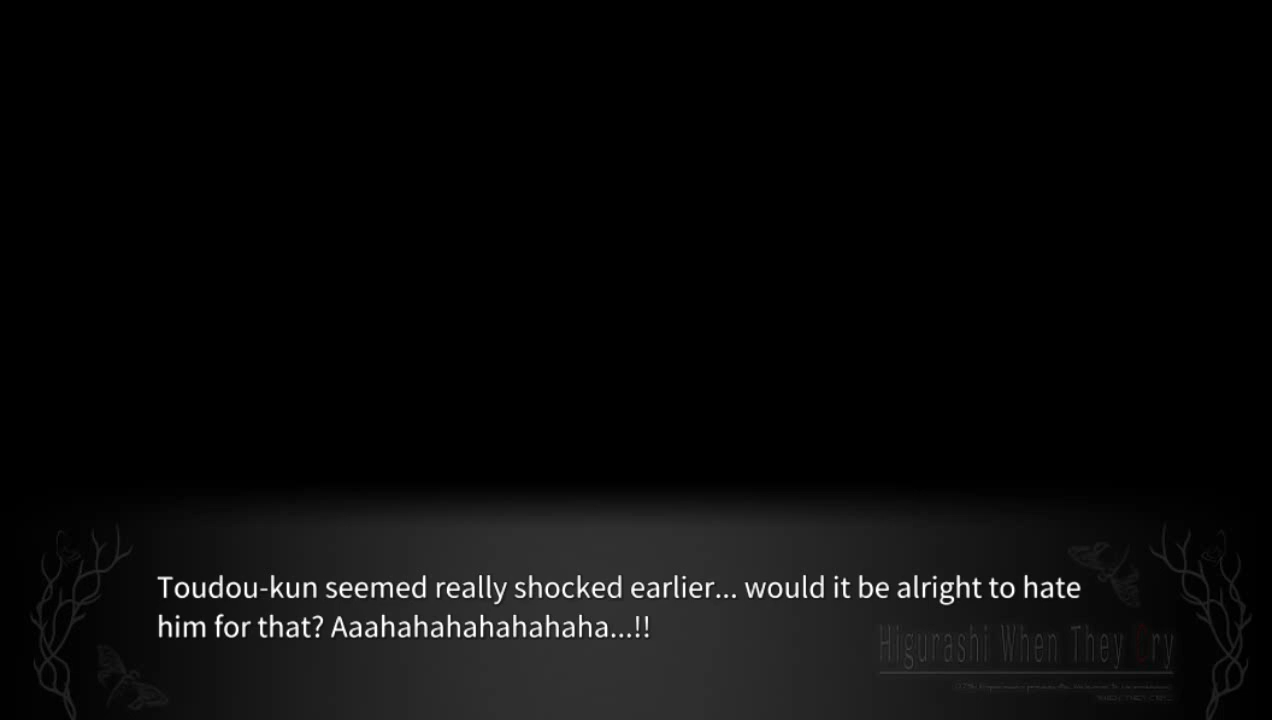 Toudou-kun seemed really shocked earlier... would it be alright to hate
him for that? Aaahahahahahahaha...!!
Higurashi When They Cry